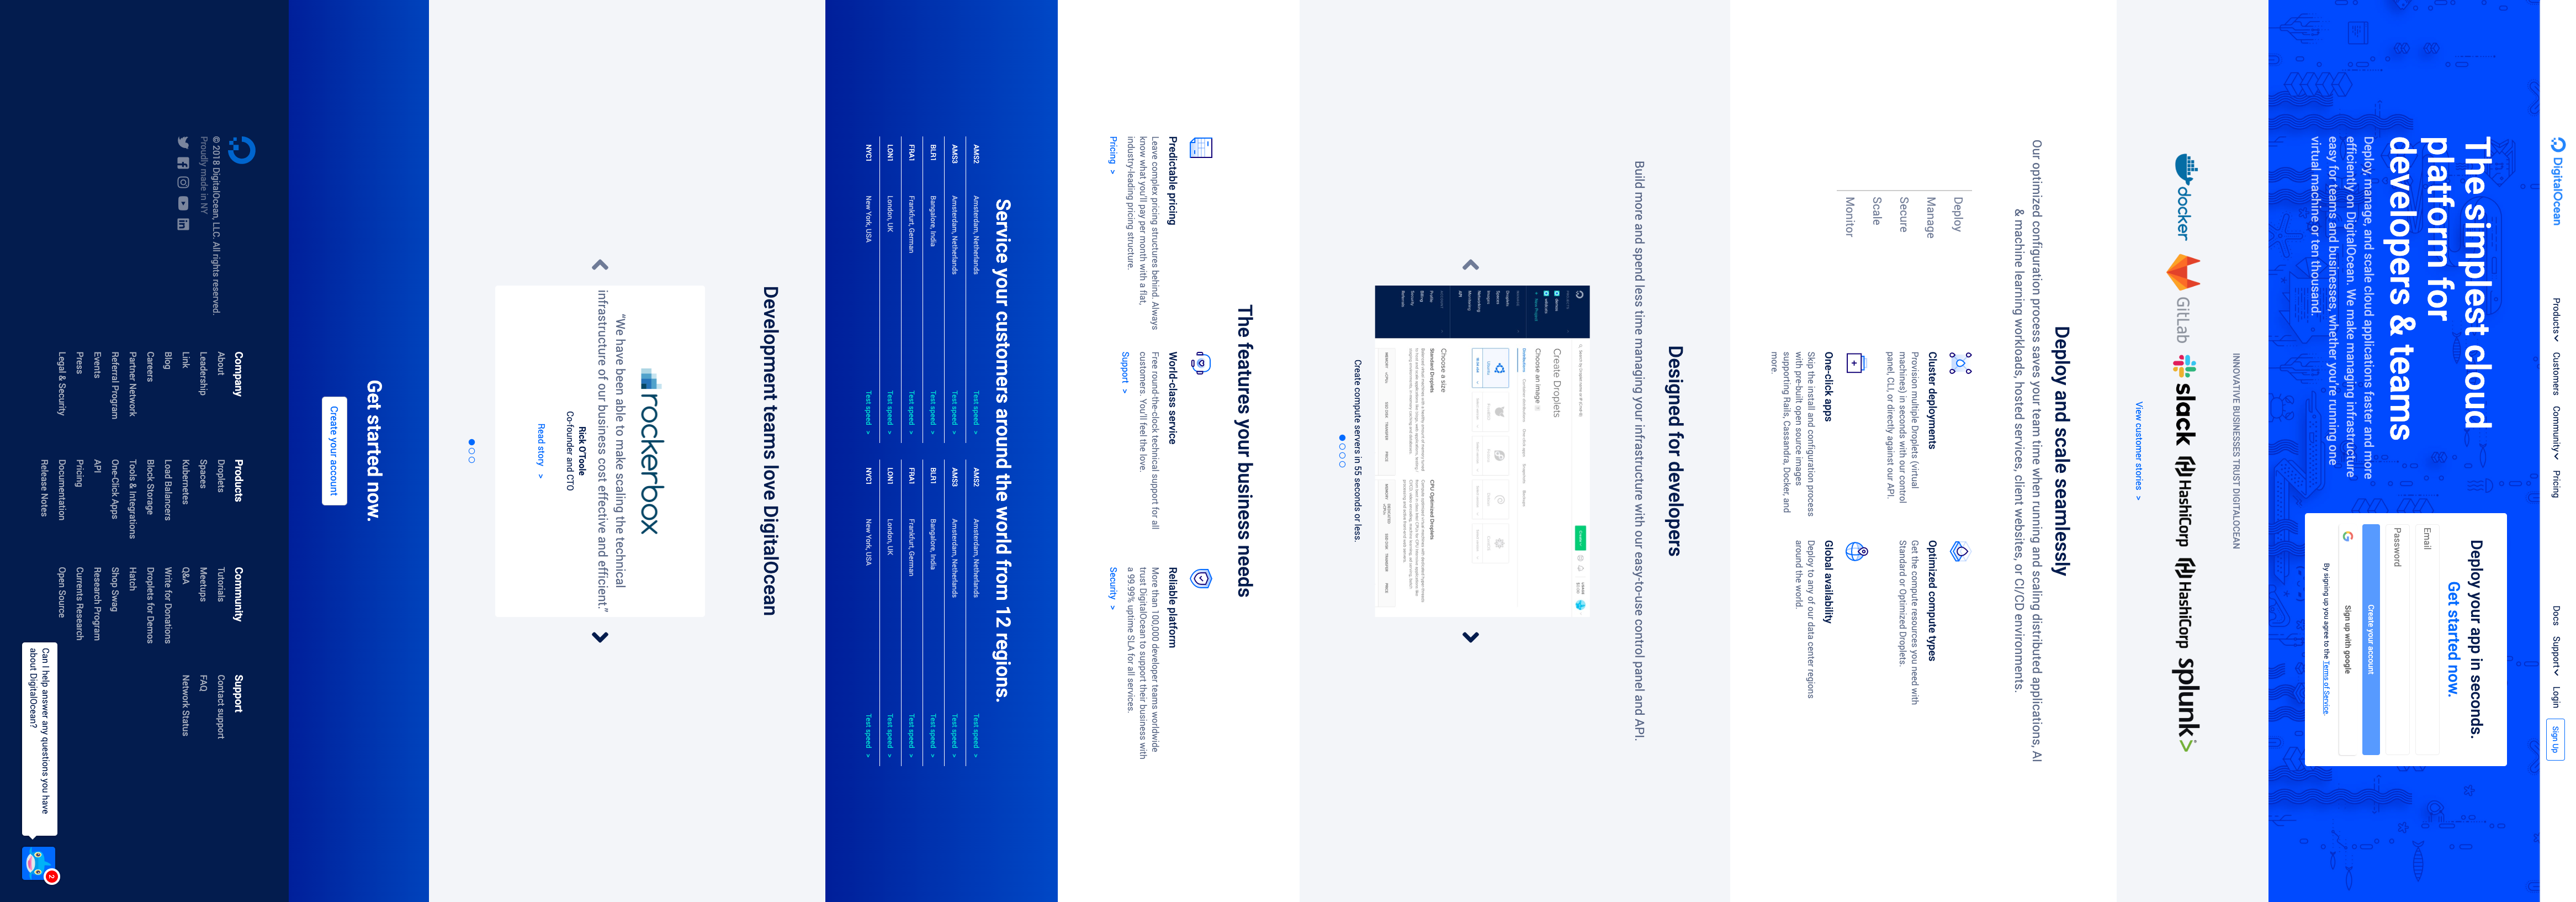 DigitalOcean
Products
Customers
Community
Pricing
Docs
Support
Login
Sign Up
The simplest cloud
platform for
developers & teams
Deploy, manage, and scale cloud applications faster and more
efficiently on DigitalOcean. We make managing infrastructure
easy for teams and businesses, whether you're running one
virtual machine or ten thousand.
Deploy your app in seconds.
Get started now.
Email
Password
Create your account
Sign up with google
By signing up you agree to the Terms of Service.
INNOVATIVE BUSINESSES TRUST DIGITALOCEAN
docker
GitLab
slack
HashiCorp
HashiCorp
splunk>
View customer stories >
Deploy and scale seamlessly
Our optimized configuration process saves your team time when running and scaling distributed applications, AI
& machine learning workloads, hosted services, client websites, or CI/CD environments.
Deploy
Manage
Secure
Scale
Monitor
Cluster deployments
Provision multiple Droplets (virtual
machines) in seconds with our control
panel, CLI, or directly against our API.
Optimized compute types
Get the compute resources you need with
Standard or Optimized Droplets.
One-click apps
Skip the install and configuration process
with pre-built open source images
supporting Rails, Cassandra, Docker, and
more.
Global availability
Deploy to any of our data center regions
around the world.
Designed for developers
Build more and spend less time managing your infrastructure with our easy-to-use control panel and API.
Create Droplets
Choose an image
Choose a size
Standard Droplets
CPU Optimized Droplets
Create compute servers in 55 seconds or less.
The features your business needs
Predictable pricing
Leave complex pricing structures behind. Always
know what you'll pay per month with a flat,
industry-leading pricing structure.
Pricing >
World-class service
Free round-the-clock technical support for all
customers. You'll feel the love.
Support >
Reliable platform
More than 100,000 developer teams worldwide
trust DigitalOcean to support their business with
a 99.99% uptime SLA for all services.
Security >
Service your customers around the world from 12 regions.
AMS2 Amsterdam, Netherlands Test speed >
AMS3 Amsterdam, Netherlands Test speed >
BLR1 Bangalore, India Test speed >
FRA1 Frankfurt, German Test speed >
LON1 London, UK Test speed >
NYC1 New York, USA Test speed >
AMS2 Amsterdam, Netherlands Test speed >
AMS3 Amsterdam, Netherlands Test speed >
BLR1 Bangalore, India Test speed >
FRA1 Frankfurt, German Test speed >
LON1 London, UK Test speed >
NYC1 New York, USA Test speed >
Development teams love DigitalOcean
rockerbox
"We have been able to make scaling the technical
infrastructure of our business cost effective and efficient."
Rick O'Toole
Co-founder and CTO
Read story >
Get started now.
Create your account
© 2018 DigitalOcean, LLC. All rights reserved.
Proudly made in NY
Company
About
Leadership
Link
Blog
Careers
Partner Network
Referral Program
Events
Press
Legal & Security
Products
Droplets
Spaces
Kubernetes
Load Balancers
Block Storage
Tools & Integrations
One-Click Apps
API
Pricing
Documentation
Release Notes
Community
Tutorials
Meetups
Q&A
Write for Donations
Droplets for Demos
Hatch
Shop Swag
Research Program
Currents Research
Open Source
Support
Contact support
FAQ
Network Status
Can I help answer any questions you have
about DigitalOcean?
2